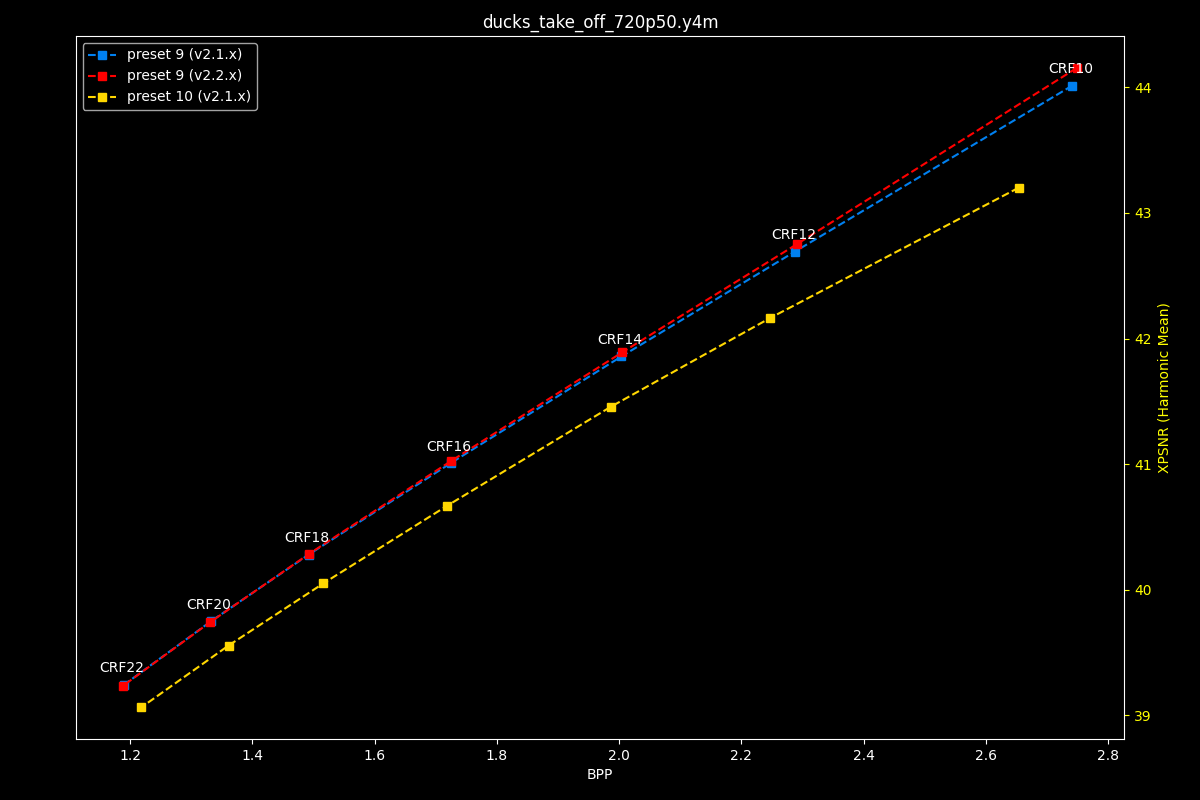 ducks_take_off_720p50.y4m
preset 9 (v2.1.x)
preset 9 (v2.2.x)
preset 10 (v2.1.x)
CRF10
CRF12
CRF14
CRF16
CRF18
CRF20
CRF22
44
43
42
41
40
39
XPSNR (Harmonic Mean)
1.2 1.4 1.6 1.8 2.0 2.2 2.4 2.6 2.8
BPP